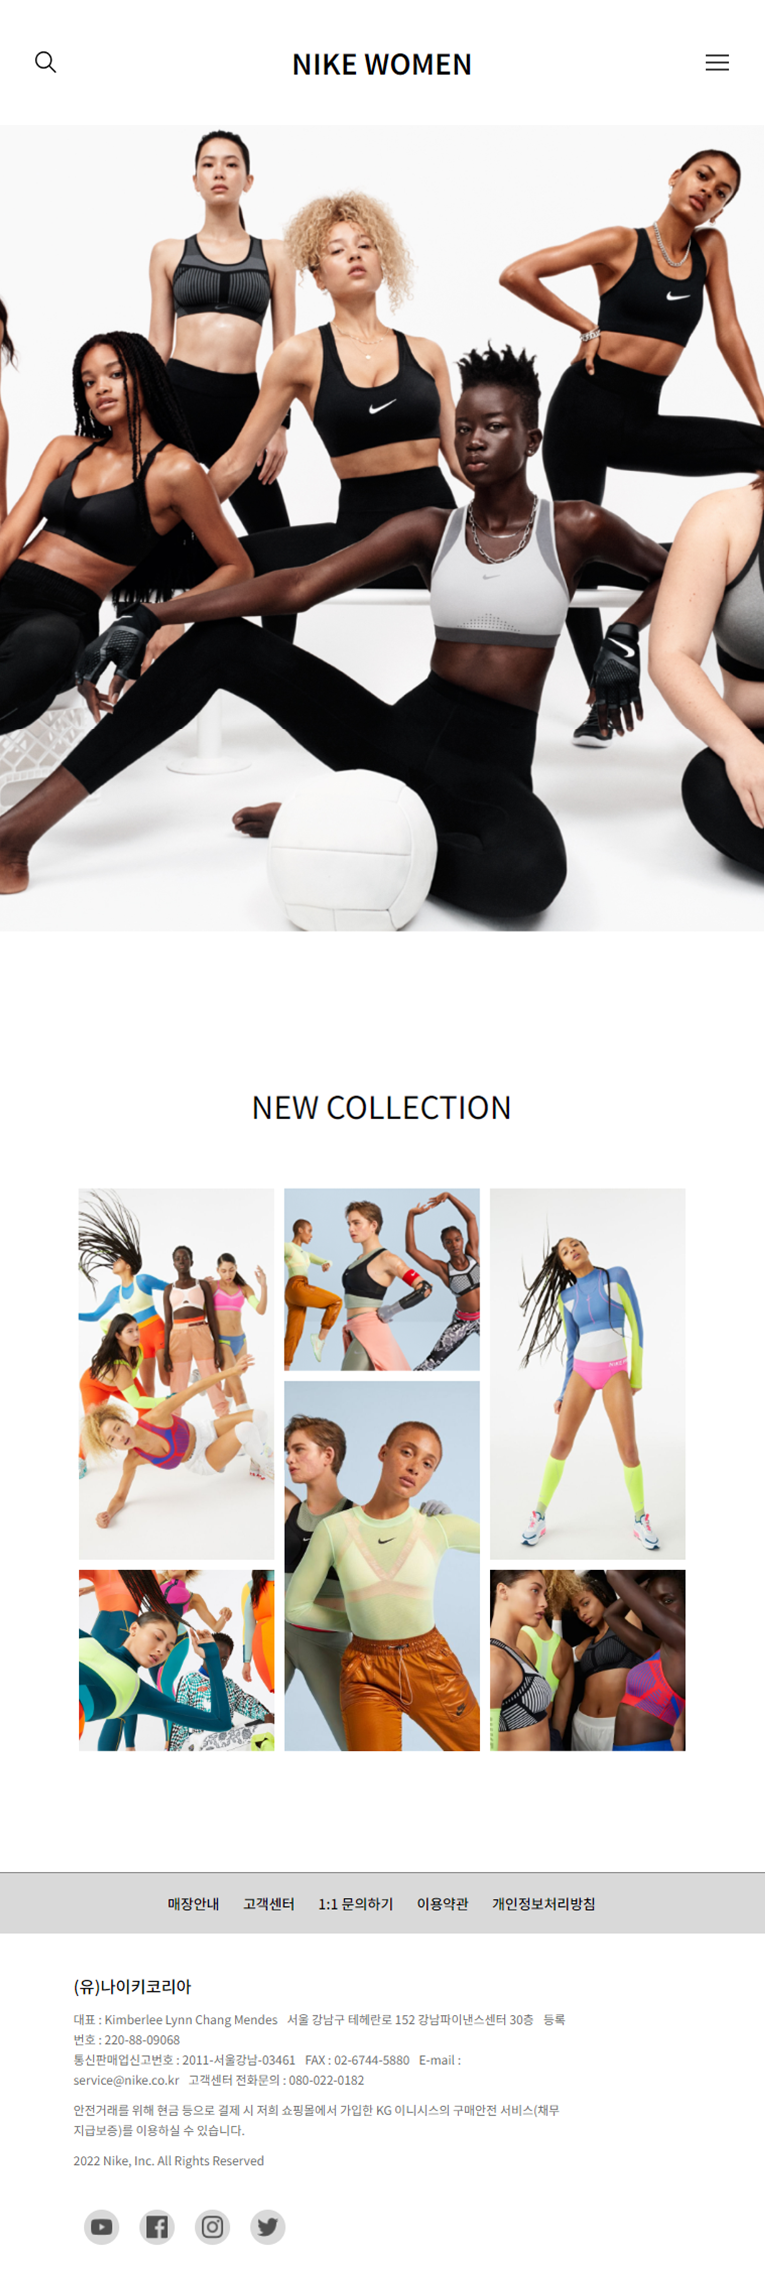 NIKE WOMEN
NEW COLLECTION
매장안내 고객센터 1:1 문의하기 이용약관 개인정보처리방침
(유)나이키코리아
대표 : Kimberlee Lynn Chang Mendes 서울 강남구 테헤란로 152 강남파이낸스센터 30층 등록
번호 : 220-88-09068
통신판매업신고번호 : 2011-서울강남-03461 FAX : 02-6744-5880 E-mail :
service@nike.co.kr 고객센터 전화문의 : 080-022-0182
안전거래를 위해 현금 등으로 결제 시 저희 쇼핑몰에서 가입한 KG 이니시스의 구매안전 서비스(채무
지급보증)를 이용하실 수 있습니다.
2022 Nike, Inc. All Rights Reserved